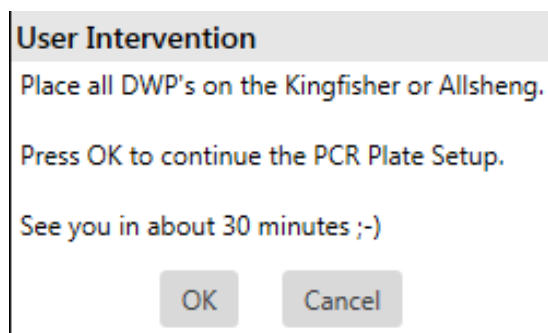 User Intervention
Place all DWP's on the Kingfisher or Allsheng.
Press OK to continue the PCR Plate Setup.
See you in about 30 minutes ;-)
OK Cancel